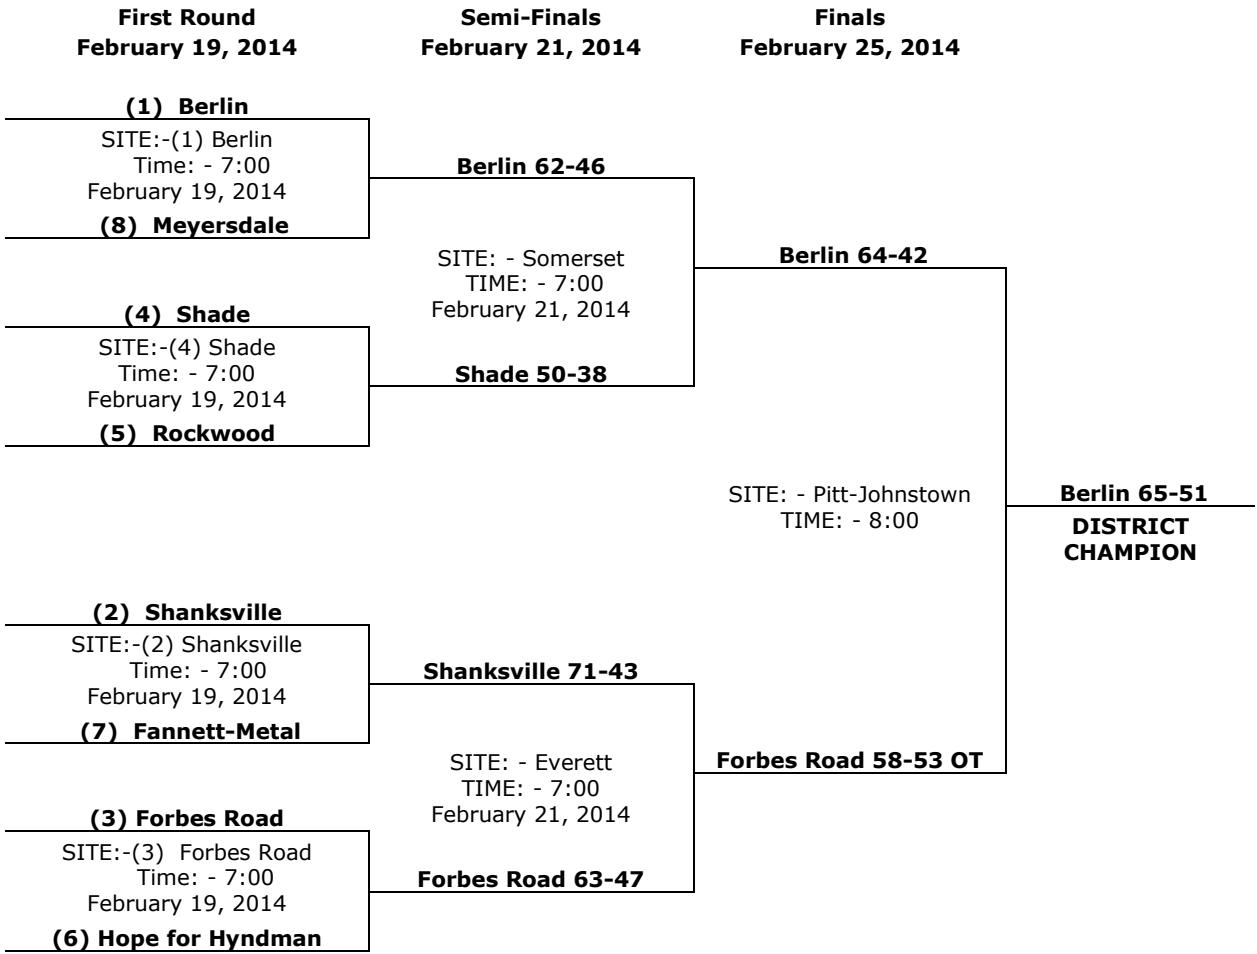 First Round
February 19, 2014
Semi-Finals
February 21, 2014
Finals
February 25, 2014
(1)  Berlin
SITE:-(1) Berlin
Time: - 7:00
February 19, 2014
(8)  Meyersdale
Berlin 62-46
SITE: - Somerset
TIME: - 7:00
February 21, 2014
Berlin 64-42
(4)  Shade
SITE:-(4) Shade
Time: - 7:00
February 19, 2014
(5)  Rockwood
Shade 50-38
SITE: - Pitt-Johnstown
TIME: - 8:00
Berlin 65-51
DISTRICT
CHAMPION
(2)  Shanksville
SITE:-(2) Shanksville
Time: - 7:00
February 19, 2014
(7)  Fannett-Metal
Shanksville 71-43
SITE: - Everett
TIME: - 7:00
February 21, 2014
Forbes Road 58-53 OT
(3) Forbes Road
SITE:-(3)  Forbes Road
Time: - 7:00
February 19, 2014
(6) Hope for Hyndman
Forbes Road 63-47